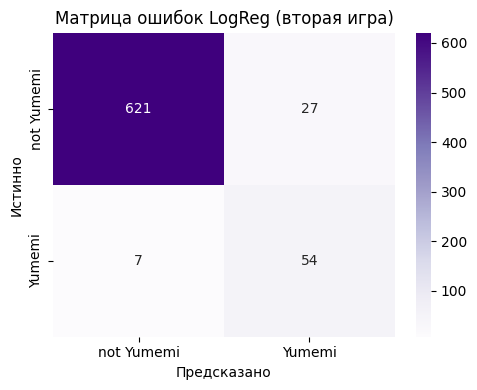 Матрица ошибок LogReg (вторая игра)
not Yumemi
621
27
Истинно
Yumemi
7
54
not Yumemi
Yumemi
Предсказано
600
500
400
300
200
100